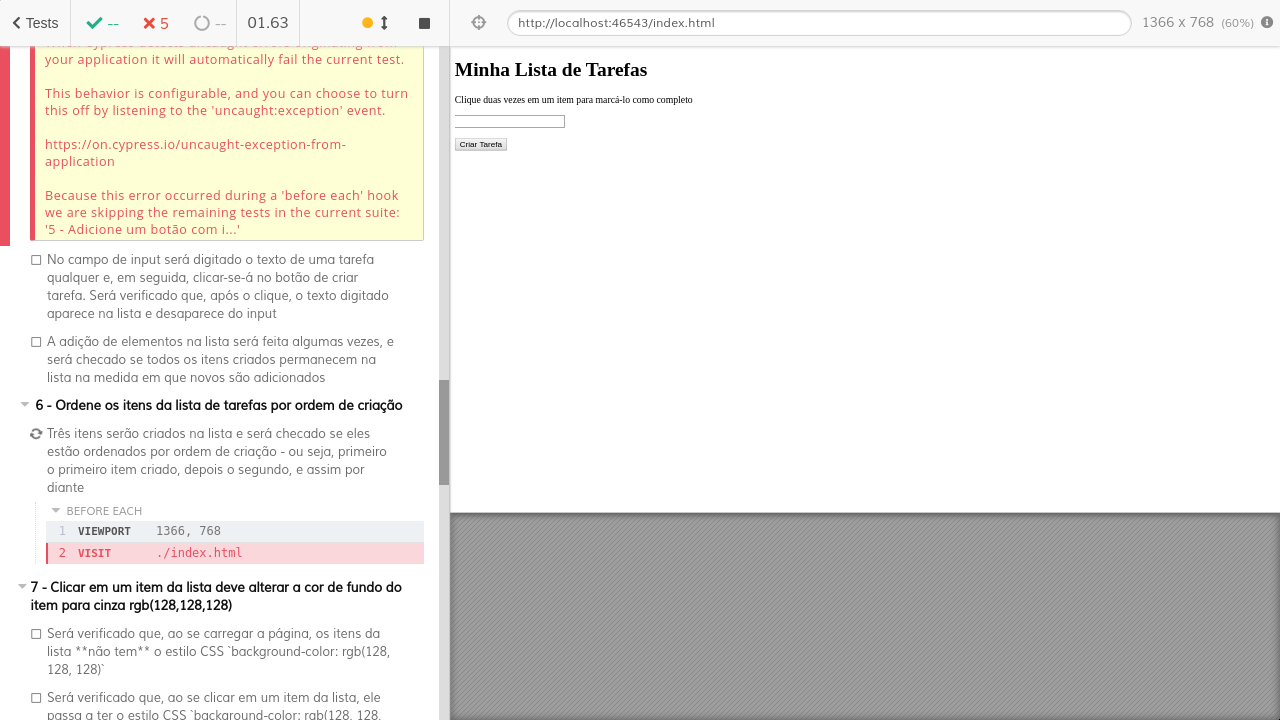 Tests
--
5
--
01.63
http://localhost:46543/index.html
1366 x 768 (60%)
your application it will automatically fail the current test.
This behavior is configurable, and you can choose to turn
this off by listening to the 'uncaught:exception' event.
https://on.cypress.io/uncaught-exception-from-
application
Because this error occurred during a 'before each' hook
we are skipping the remaining tests in the current suite:
'5 - Adicione um botão com i...'
No campo de input será digitado o texto de uma tarefa
qualquer e, em seguida, clicar-se-á no botão de criar
tarefa. Será verificado que, após o clique, o texto digitado
aparece na lista e desaparece do input
A adição de elementos na lista será feita algumas vezes, e
será checado se todos os itens criados permanecem na
lista na medida em que novos são adicionados
6 - Ordene os itens da lista de tarefas por ordem de criação
Três itens serão criados na lista e será checado se eles
estão ordenados por ordem de criação - ou seja, primeiro
o primeiro item criado, depois o segundo, e assim por
diante
BEFORE EACH
1 VIEWPORT 1366, 768
2 VISIT ./index.html
7 - Clicar em um item da lista deve alterar a cor de fundo do
item para cinza rgb(128,128,128)
Será verificado que, ao se carregar a página, os itens da
lista **não tem** o estilo CSS `background-color: rgb(128,
128, 128)`
Será verificado que, ao se clicar em um item da lista, ele
passa a ter o estilo CSS `background-color: rgb(128, 128,
Minha Lista de Tarefas
Clique duas vezes em um item para marcá-lo como completo
Criar Tarefa